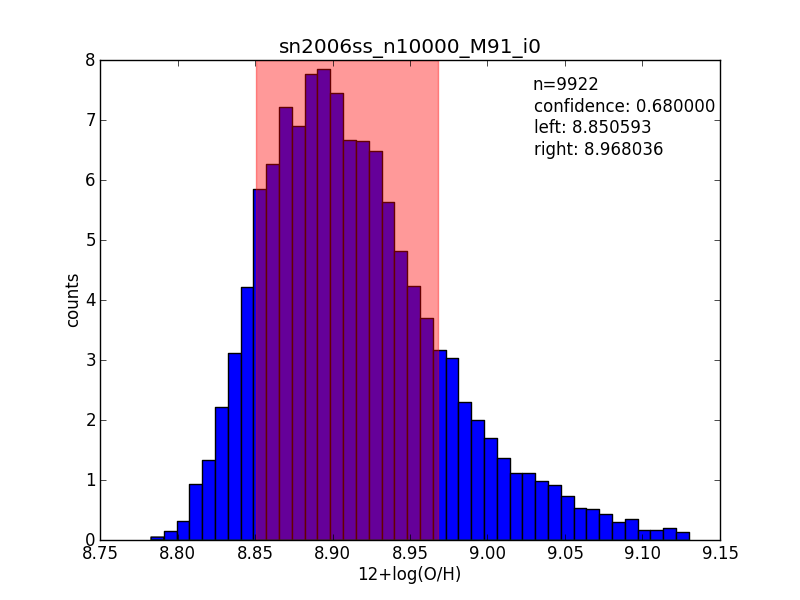 sn2006ss_n10000_M91_i0
n=9922
confidence: 0.680000
left: 8.850593
right: 8.968036
counts
8
7
6
5
4
3
2
1
0
8.75 8.80 8.85 8.90 8.95 9.00 9.05 9.10 9.15
12+log(O/H)